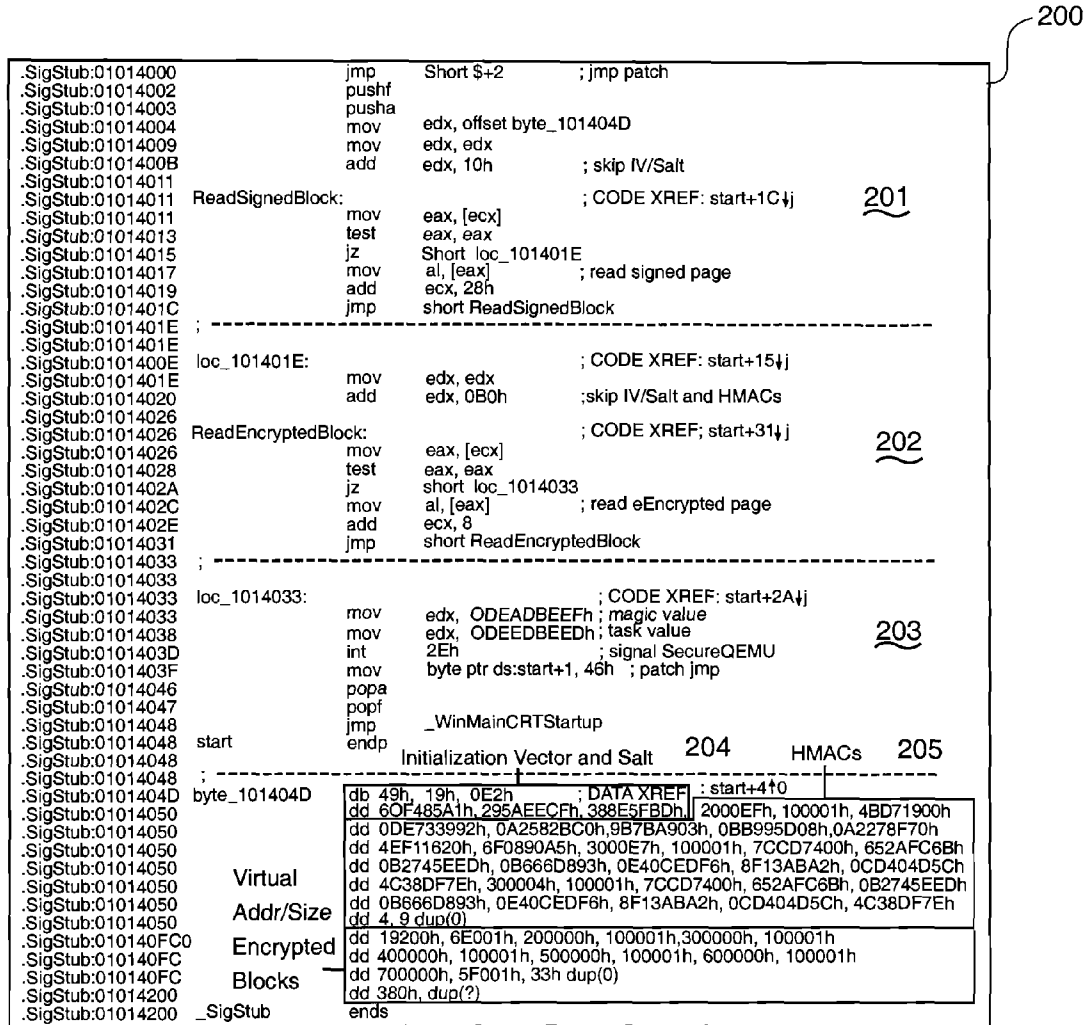 200
.SigStub:01014000 jmp Short $+2 ; jmp patch
.SigStub:01014002 pushf
.SigStub:01014003 pusha
.SigStub:01014004 mov edx, offset byte_101404D
.SigStub:01014009 mov edx, edx
.SigStub:0101400B add edx, 10h ; skip IV/Salt
.SigStub:01014011
.SigStub:01014011 ReadSignedBlock: ; CODE XREF: start+1C↓j 201
.SigStub:01014011 mov eax, [ecx]
.SigStub:01014013 test eax, eax
.SigStub:01014015 jz Short loc_101401E
.SigStub:01014017 mov al, [eax] ; read signed page
.SigStub:01014019 add ecx, 28h
.SigStub:0101401C jmp short ReadSignedBlock
.SigStub:0101401E ; ----------------------------------------
.SigStub:0101401E
.SigStub:0101400E loc_101401E: ; CODE XREF: start+15↓j
.SigStub:0101401E mov edx, edx
.SigStub:01014020 add edx, 0B0h ;skip IV/Salt and HMACs
.SigStub:01014026
.SigStub:01014026 ReadEncryptedBlock: ; CODE XREF; start+31↓j 202
.SigStub:01014026 mov eax, [ecx]
.SigStub:01014028 test eax, eax
.SigStub:0101402A jz short loc_1014033
.SigStub:0101402C mov al, [eax] ; read eEncrypted page
.SigStub:0101402E add ecx, 8
.SigStub:01014031 jmp short ReadEncryptedBlock
.SigStub:01014033 ; ----------------------------------------
.SigStub:01014033
.SigStub:01014033 loc_1014033: ; CODE XREF: start+2A↓j
.SigStub:01014033 mov edx, ODEADBEEFh ; magic value
.SigStub:01014038 mov edx, ODEEDBEEDh ; task value 203
.SigStub:0101403D int 2Eh ; signal SecureQEMU
.SigStub:0101403F mov byte ptr ds:start+1, 46h ; patch jmp
.SigStub:01014046 popa
.SigStub:01014047 popf
.SigStub:01014048 jmp _WinMainCRTStartup
.SigStub:01014048 start endp
.SigStub:01014048 Initialization Vector and Salt 204 HMACs 205
.SigStub:01014048 ; ----------------------------------------
.SigStub:0101404D byte_101404D db 49h, 19h, 0E2h ; DATA XREF ; start+4↑0
.SigStub:01014050 dd 6OF485A1h, 295AEECFh, 388E5FBDh, 2000EFh, 100001h, 4BD71900h
.SigStub:01014050 dd 0DE733992h, 0A2582BC0h,9B7BA903h, 0BB995D08h,0A2278F70h
.SigStub:01014050 dd 4EF11620h, 6F0890A5h, 3000E7h, 100001h, 7CCD7400h, 652AFC6Bh
.SigStub:01014050 dd 0B2745EEDh, 0B666D893h, 0E40CEDF6h, 8F13ABA2h, 0CD404D5Ch
.SigStub:01014050 Virtual dd 4C38DF7Eh, 300004h, 100001h, 7CCD7400h, 652AFC6Bh, 0B2745EEDh
.SigStub:01014050 Addr/Size dd 0B666D893h, 0E40CEDF6h, 8F13ABA2h, 0CD404D5Ch, 4C38DF7Eh
.SigStub:01014050 dd 4, 9 dup(0)
.SigStub:010140FC0 Encrypted dd 19200h, 6E001h, 200000h, 100001h,300000h, 100001h
.SigStub:010140FC dd 400000h, 100001h, 500000h, 100001h, 600000h, 100001h
.SigStub:010140FC Blocks dd 700000h, 5F001h, 33h dup(0)
.SigStub:01014200 dd 380h, dup(?)
.SigStub:01014200 _SigStub ends